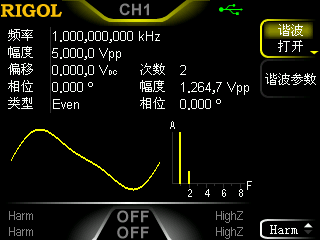 RIGOL CH1
谐波
打开
频率 1,000,000,000 kHz
幅度 5.000,0 Vpp
偏移 0.000,0 VDC 次数 2
谐波参数
相位 0.000 ° 幅度 1.264,7 Vpp
类型 Even 相位 0.000 °
A
2 4 6 8 F
Harm OFF HighZ
Harm OFF HighZ
Harm